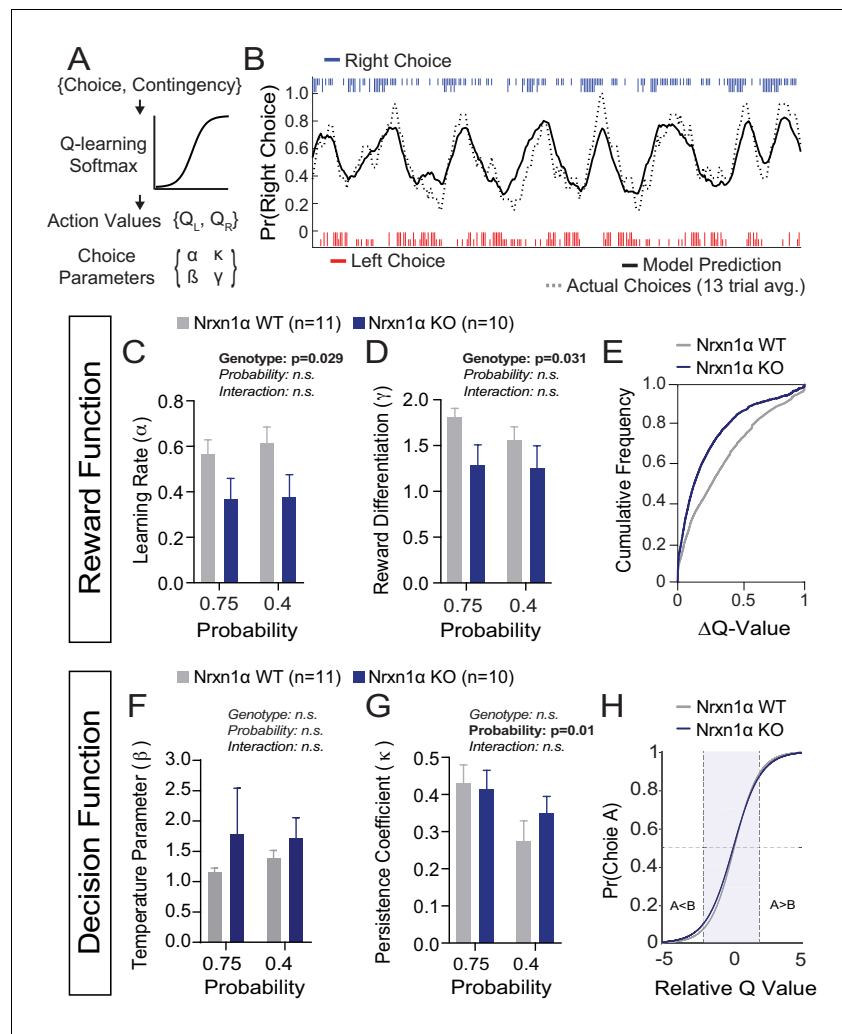 A
{Choice, Contingency}
Q-learning
Softmax
Action Values {Q_L, Q_R}
Choice
Parameters
{ α κ
ß γ }
B
Right Choice
Pr(Right Choice)
1.0
0.8
0.6
0.4
0.2
0
Left Choice
Model Prediction
Actual Choices (13 trial avg.)
Reward Function
Nrxn1α WT (n=11) Nrxn1α KO (n=10)
C
Genotype: p=0.029
Probability: n.s.
Interaction: n.s.
Learning Rate (α)
0.8
0.6
0.4
0.2
0.0
0.75 0.4
Probability
D
Genotype: p=0.031
Probability: n.s.
Interaction: n.s.
Reward Differentiation (γ)
2.0
1.5
1.0
0.5
0.0
0.75 0.4
Probability
E
Nrxn1α WT
Nrxn1α KO
Cumulative Frequency
1.0
0.8
0.6
0.4
0.2
0
0 0.5 1
ΔQ-Value
Decision Function
Nrxn1α WT (n=11) Nrxn1α KO (n=10)
F
Genotype: n.s.
Probability: n.s.
Interaction: n.s.
Temperature Parameter (β)
3.0
2.5
2.0
1.5
1.0
0.5
0.0
0.75 0.4
Probability
G
Genotype: n.s.
Probability: p=0.01
Interaction: n.s.
Persistence Coefficient (κ)
0.5
0.4
0.3
0.2
0.1
0.0
0.75 0.4
Probability
H
Nrxn1α WT
Nrxn1α KO
Pr(Choie A)
1
0.5
0
A<B A>B
-5 0 5
Relative Q Value